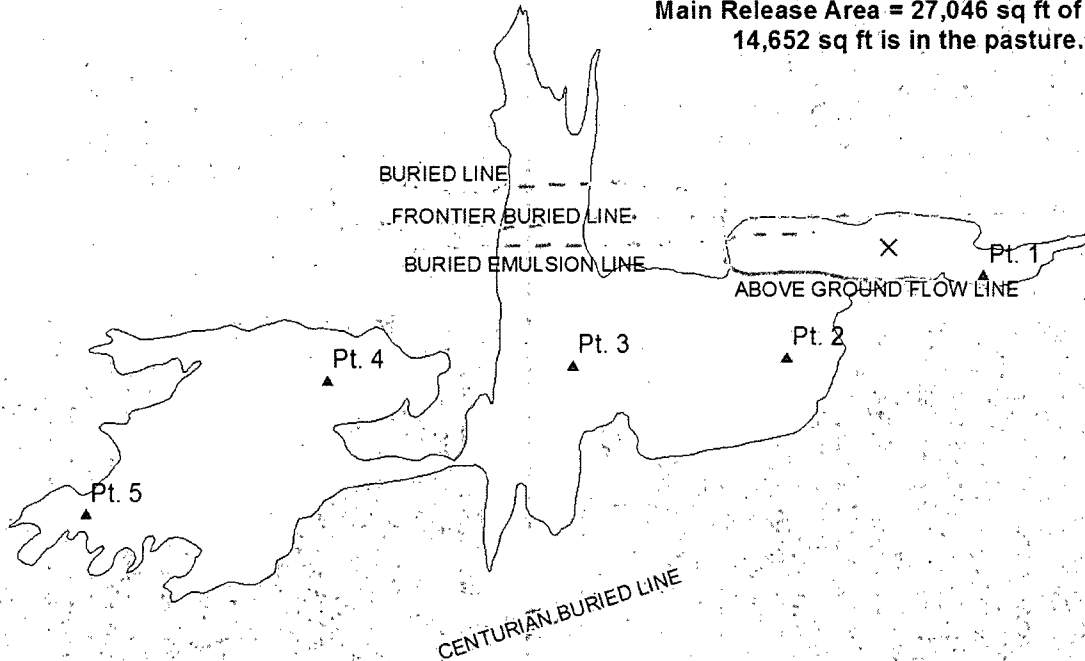 Main Release Area = 27,046 sq ft of
14,652 sq ft is in the pasture.
BURIED LINE
FRONTIER BURIED LINE
BURIED EMULSION LINE
Pt. 1
ABOVE GROUND FLOW LINE
Pt. 2
Pt. 3
Pt. 4
Pt. 5
CENTURIAN BURIED LINE